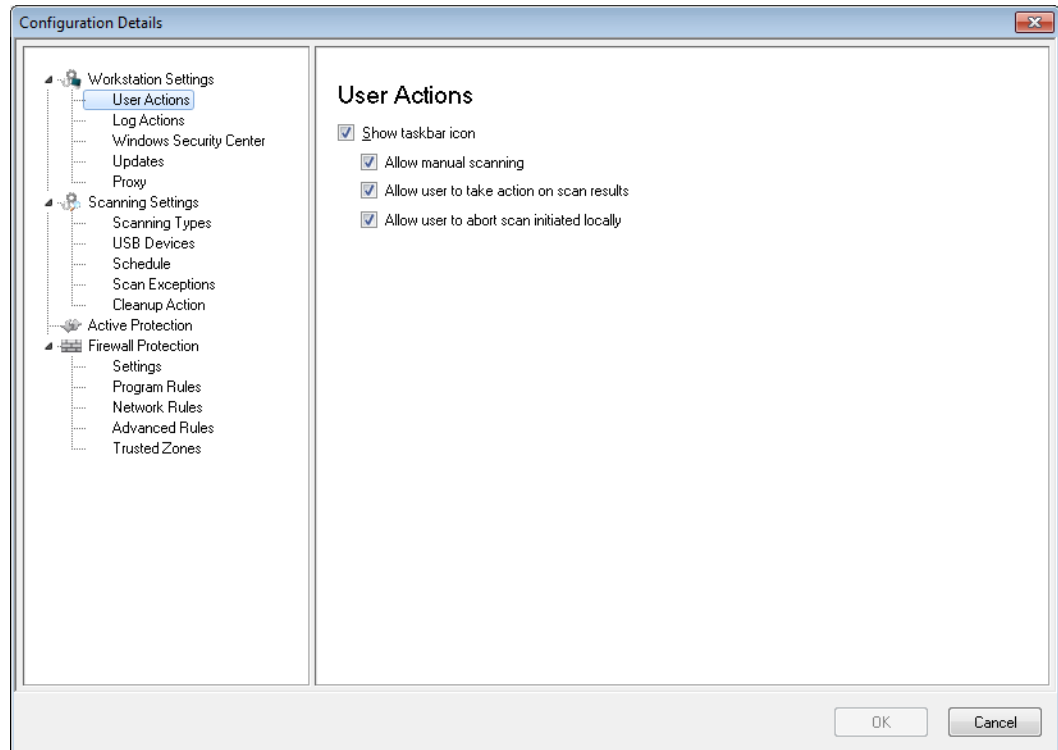 Configuration Details
Workstation Settings
User Actions
Log Actions
Windows Security Center
Updates
Proxy
Scanning Settings
Scanning Types
USB Devices
Schedule
Scan Exceptions
Cleanup Action
Active Protection
Firewall Protection
Settings
Program Rules
Network Rules
Advanced Rules
Trusted Zones
User Actions
Show taskbar icon
Allow manual scanning
Allow user to take action on scan results
Allow user to abort scan initiated locally
OK
Cancel